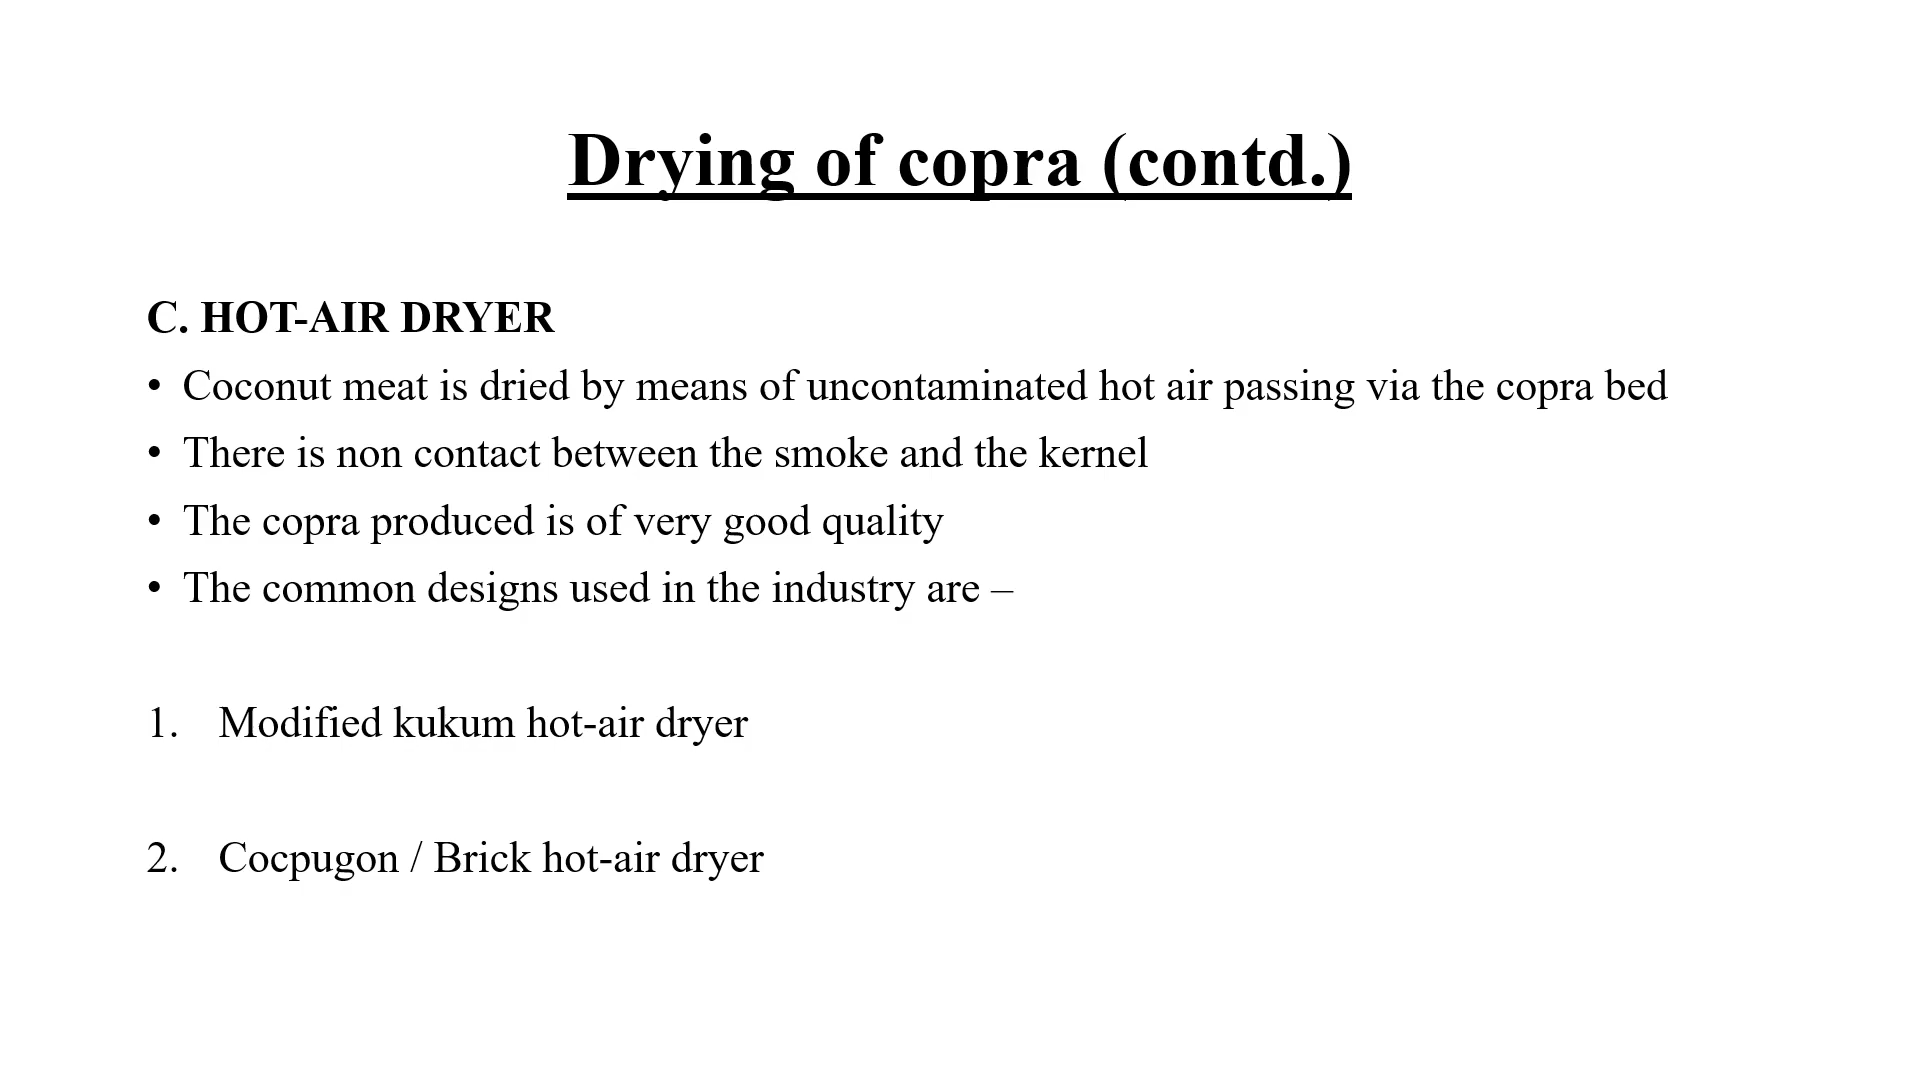 Drying of copra (contd.)
C. HOT-AIR DRYER
• Coconut meat is dried by means of uncontaminated hot air passing via the copra bed
• There is non contact between the smoke and the kernel
• The copra produced is of very good quality
• The common designs used in the industry are –
1. Modified kukum hot-air dryer
2. Cocpugon / Brick hot-air dryer